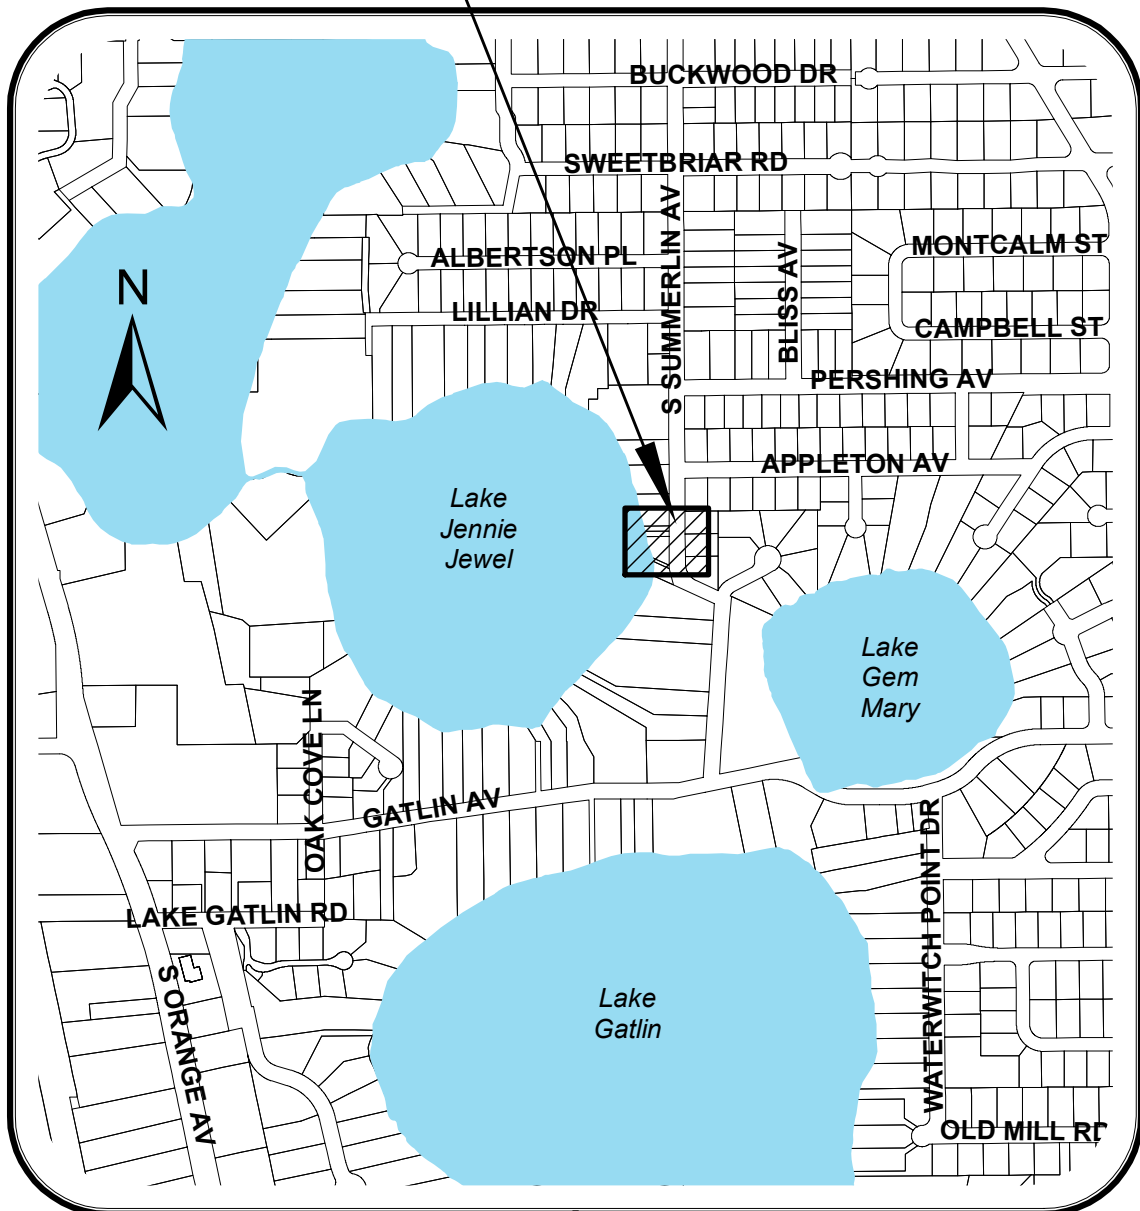 BUCKWOOD DR
SWEETBRIAR RD
S SUMMERLIN AV
MONTCALM ST
ALBERTSON PL
BLISS AV
N
LILLIAN DR
CAMPBELL ST
PERSHING AV
APPLETON AV
Lake
Jennie
Jewel
Lake
Gem
Mary
OAK COVE LN
GATLIN AV
WATERWITCH POINT DR
LAKE GATLIN RD
S ORANGE AV
Lake
Gatlin
OLD MILL RD